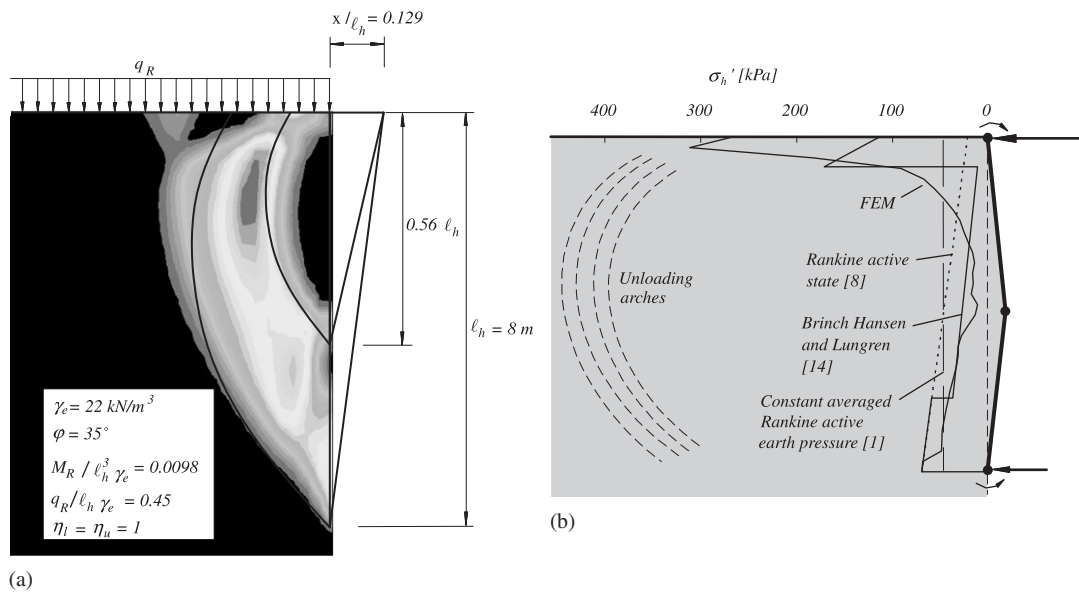 x/ℓh = 0.129
qR
0.56 ℓh
ℓh = 8 m
γe = 22 kN/m³
φ = 35°
MR / ℓh³ γe = 0.0098
qR/ℓh γe = 0.45
ηl = ηu = 1
(a)
σh' [kPa]
400 300 200 100 0
FEM
Unloading
arches
Rankine active
state [8]
Brinch Hansen
and Lungren
[14]
Constant averaged
Rankine active
earth pressure [1]
(b)